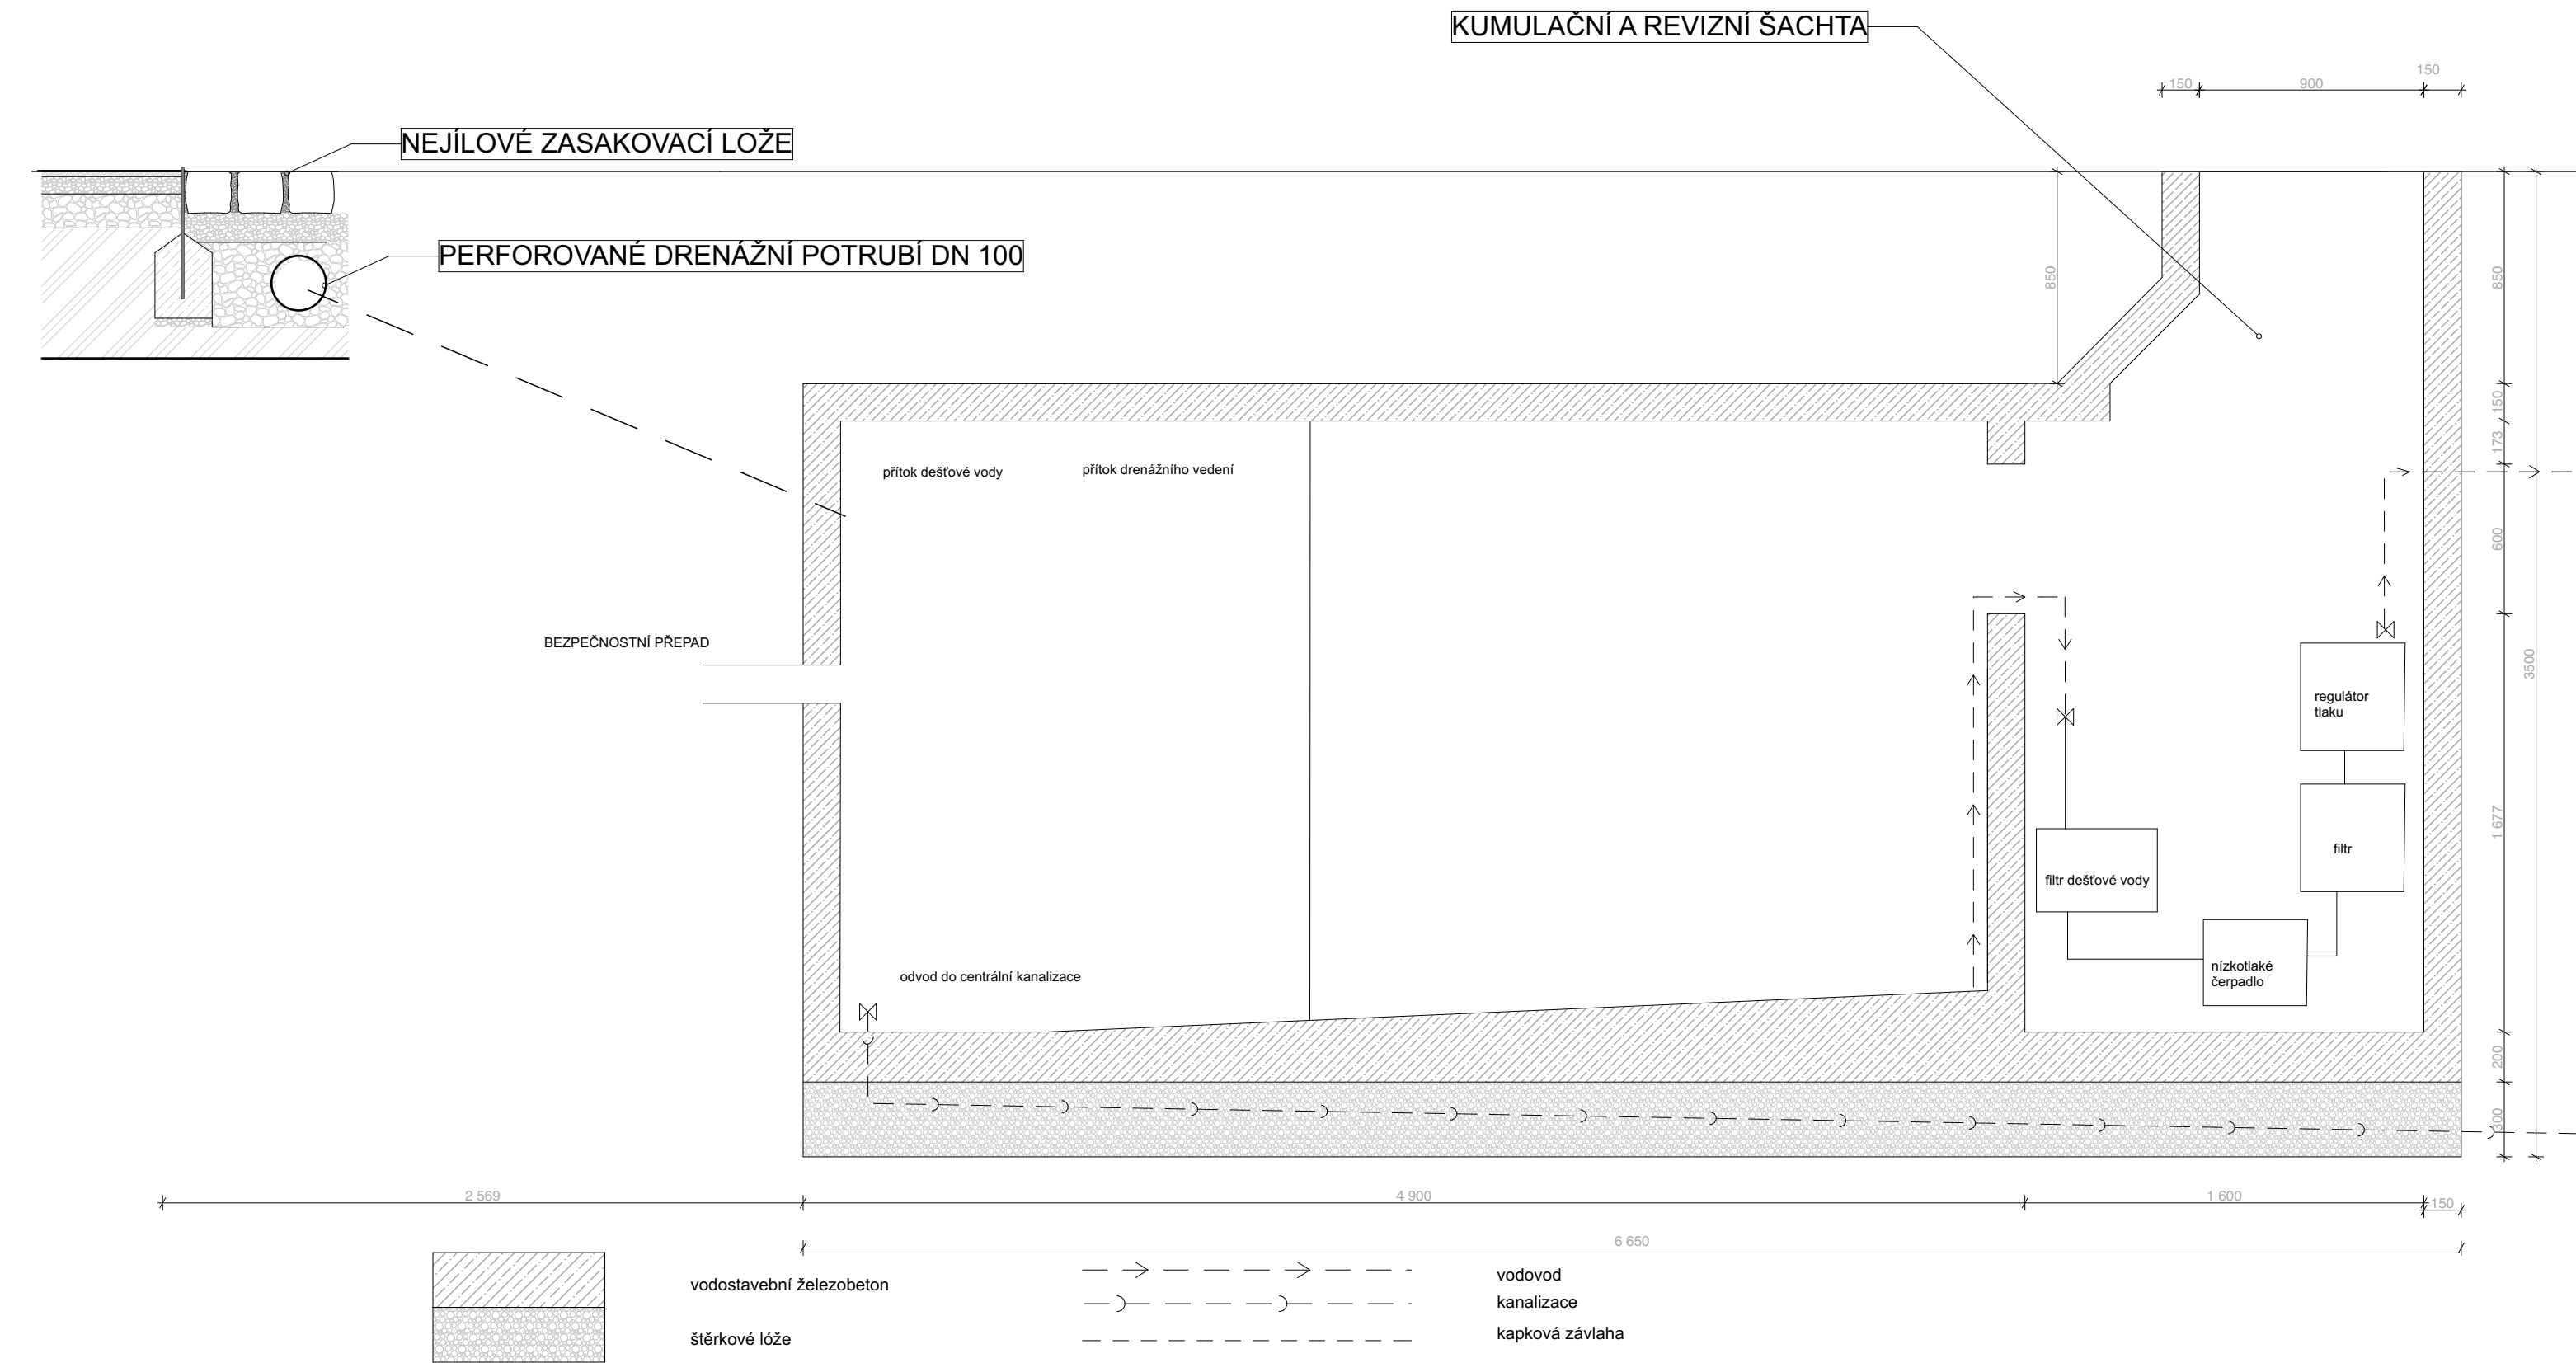 KUMULAČNÍ A REVIZNÍ ŠACHTA
150
150
900
NEJÍLOVÉ ZASAKOVACÍ LOŽE
PERFOROVANÉ DRENÁŽNÍ POTRUBÍ DN 100
850
850
150
173
přítok dešťové vody
přítok drenážního vedení
600
BEZPEČNOSTNÍ PŘEPAD
3500
regulátor
tlaku
1 677
filtr
filtr dešťové vody
nízkotlaké
čerpadlo
odvod do centrální kanalizace
200
300
2 569
4 900
1 600
150
6 650
vodostavební železobeton
štěrkové lóže
vodovod
kanalizace
kapková závlaha